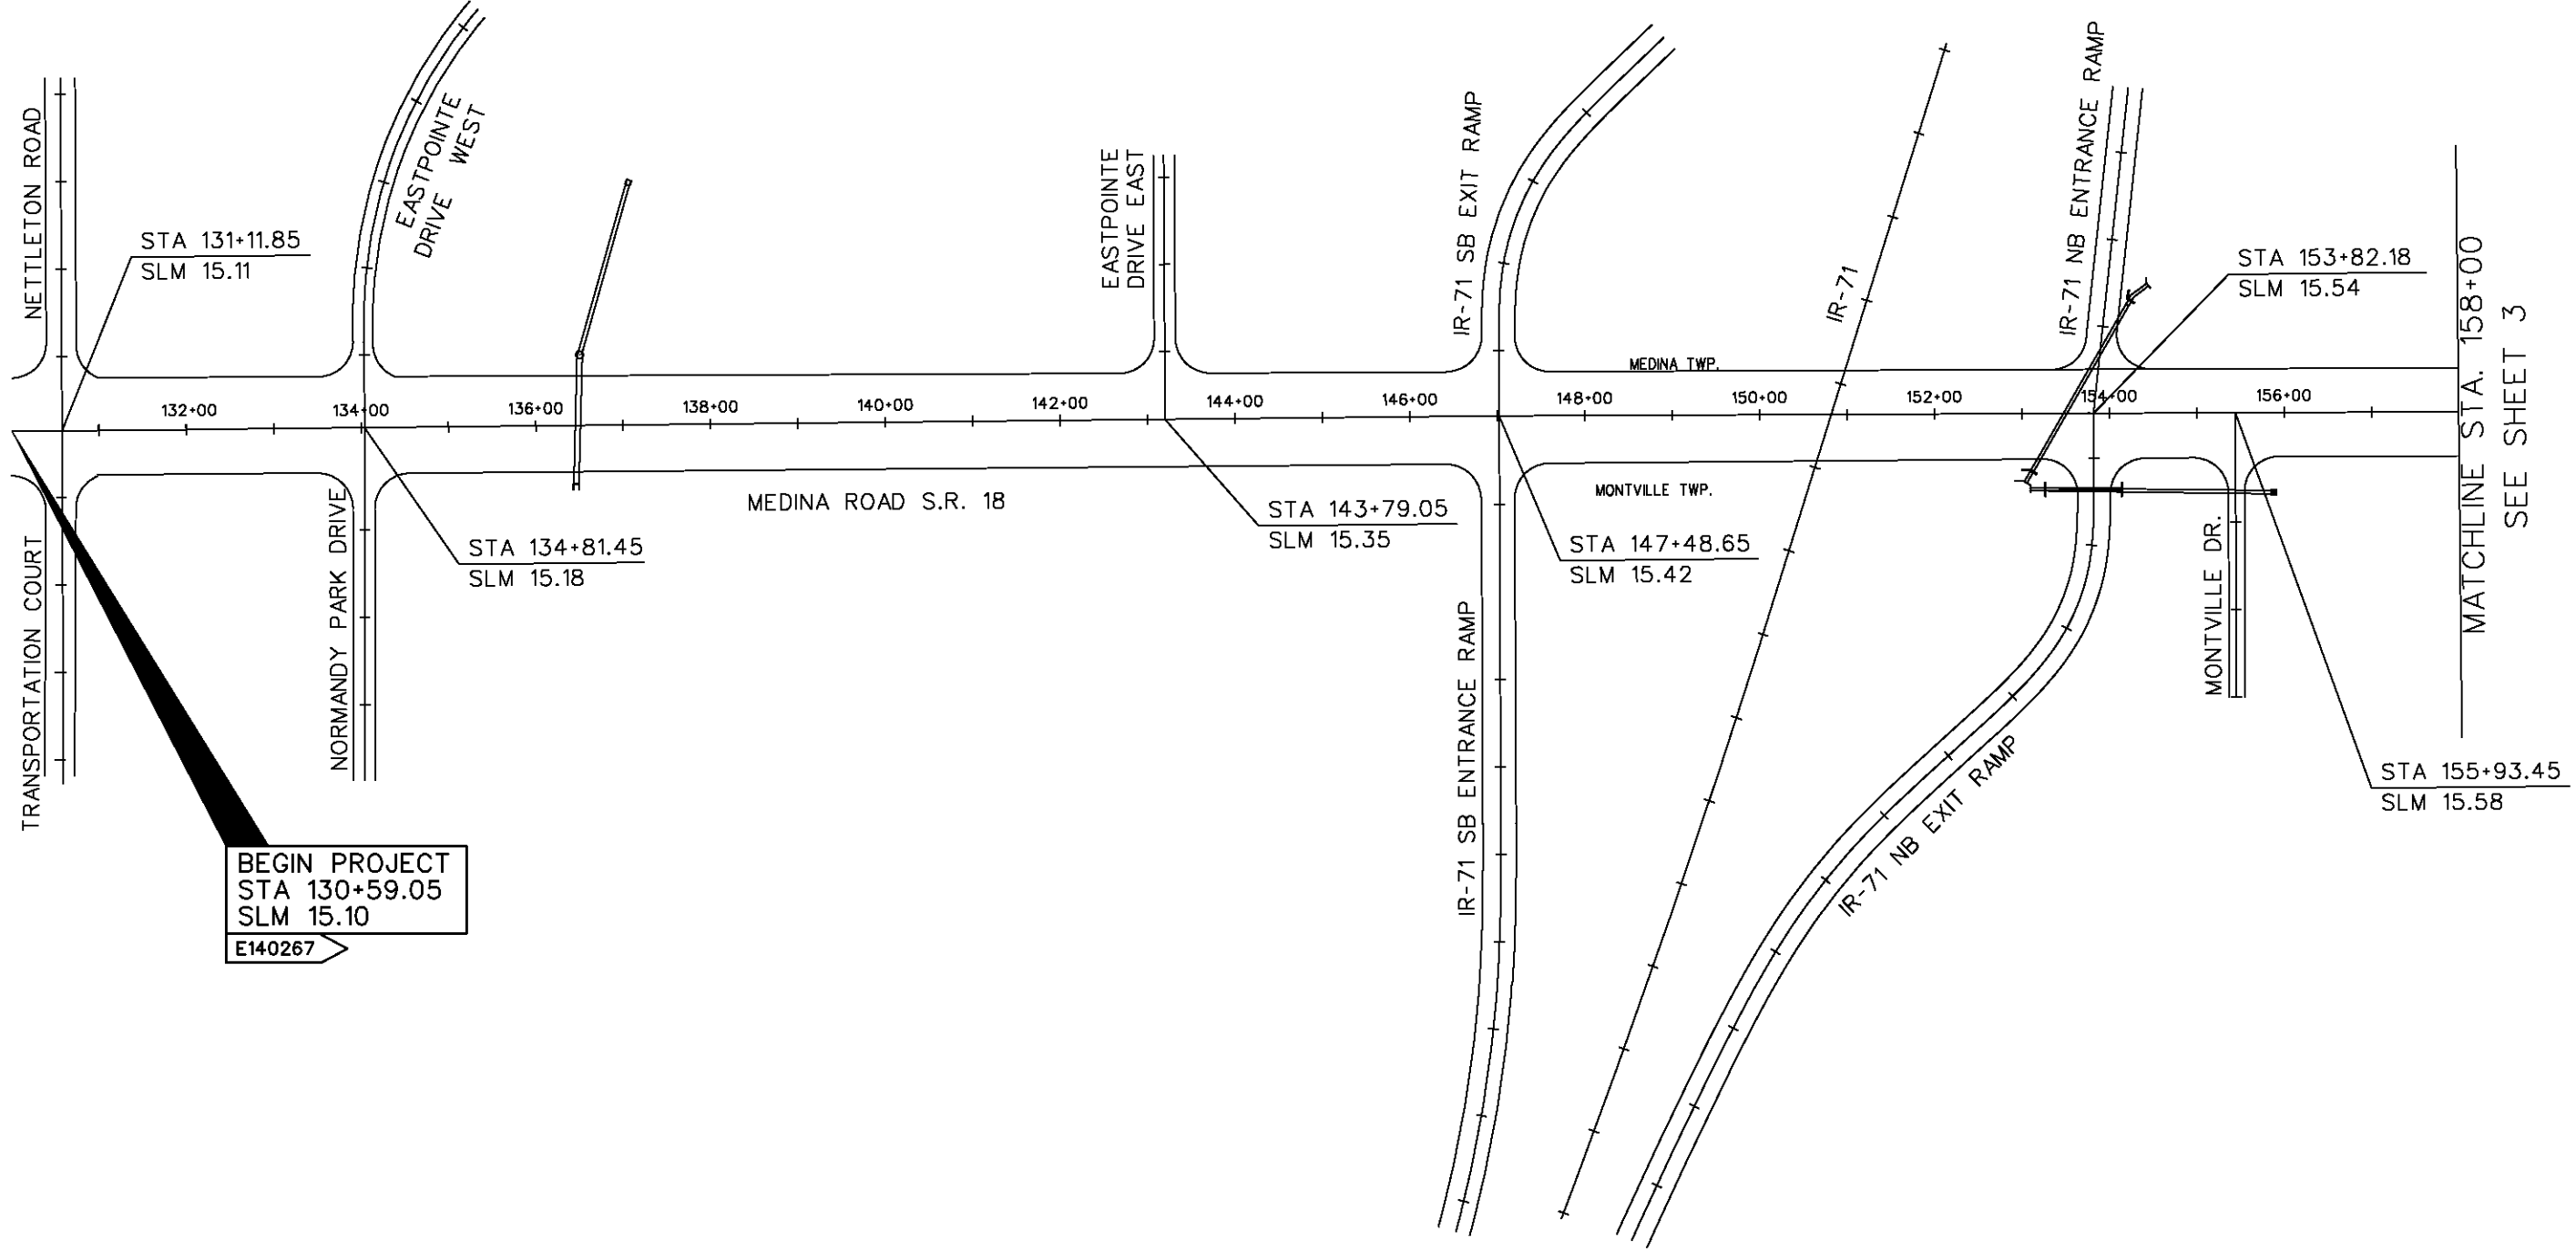 NETTLETON ROAD
STA 131+11.85
SLM 15.11
EASTPOINTE
DRIVE WEST
EASTPOINTE
DRIVE EAST
IR-71 SB EXIT RAMP
IR-71
IR-71 NB ENTRANCE RAMP
IR-71 NB ENTRANCE RAMP
STA 153+82.18
SLM 15.54
MATCHLINE STA. 158+00
SEE SHEET 3
MEDINA TWP.
132+00
134+00
136+00
138+00
140+00
142+00
144+00
146+00
148+00
150+00
152+00
154+00
156+00
MONTVILLE TWP.
MEDINA ROAD S.R. 18
TRANSPORTATION COURT
NORMANDY PARK DRIVE
STA 134+81.45
SLM 15.18
STA 143+79.05
SLM 15.35
STA 147+48.65
SLM 15.42
IR-71 SB ENTRANCE RAMP
IR-71 NB EXIT RAMP
MONTVILLE DR.
STA 155+93.45
SLM 15.58
BEGIN PROJECT
STA 130+59.05
SLM 15.10
E140267